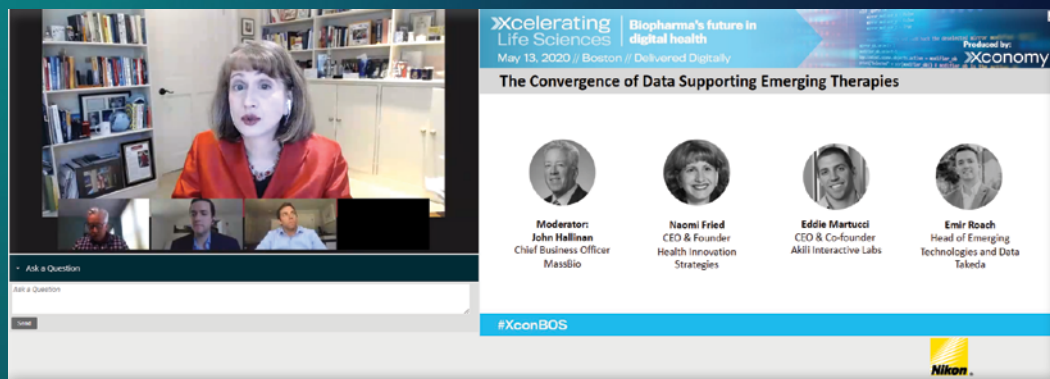 Ask a Question
Ask a Question
Send
Xcelerating
Life Sciences
Biopharma's future in
digital health
May 13, 2020 // Boston // Delivered Digitally
Produced by:
Xconomy
The Convergence of Data Supporting Emerging Therapies
Moderator:
John Hallinan
Chief Business Officer
MassBio
Naomi Fried
CEO & Founder
Health Innovation
Strategies
Eddie Martucci
CEO & Co-founder
Akili Interactive Labs
Emir Roach
Head of Emerging
Technologies and Data
Takeda
#XconBOS
Nikon